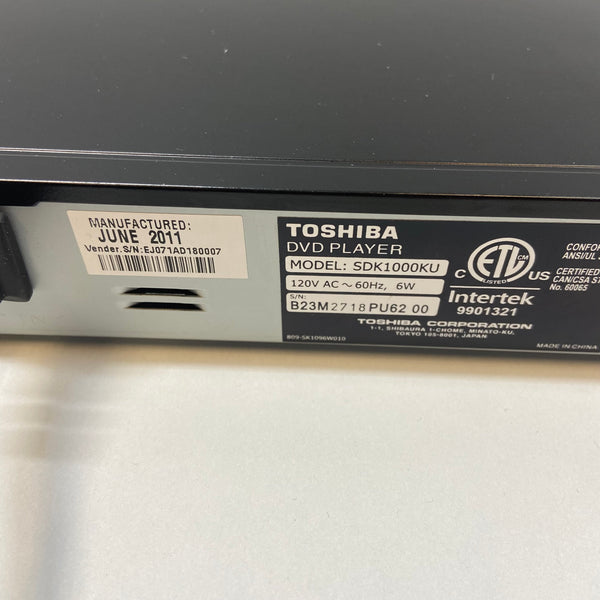 MANUFACTURED:
JUNE 2011
Vender.S/N:EJ071AD180007
TOSHIBA
DVD PLAYER
MODEL: SDK1000KU
120V AC ~ 60Hz, 6W
S/N:
B23M2718PU62 00
TOSHIBA CORPORATION
1-1, SHIBAURA 1-CHOME, MINATO-KU,
TOKYO 105-8001, JAPAN
809-SK1096W010
C ETL US
LISTED
Intertek
9901321
ANSI/UL
CERTIFIED
CAN/CSA
No. 60065
MADE IN CHINA